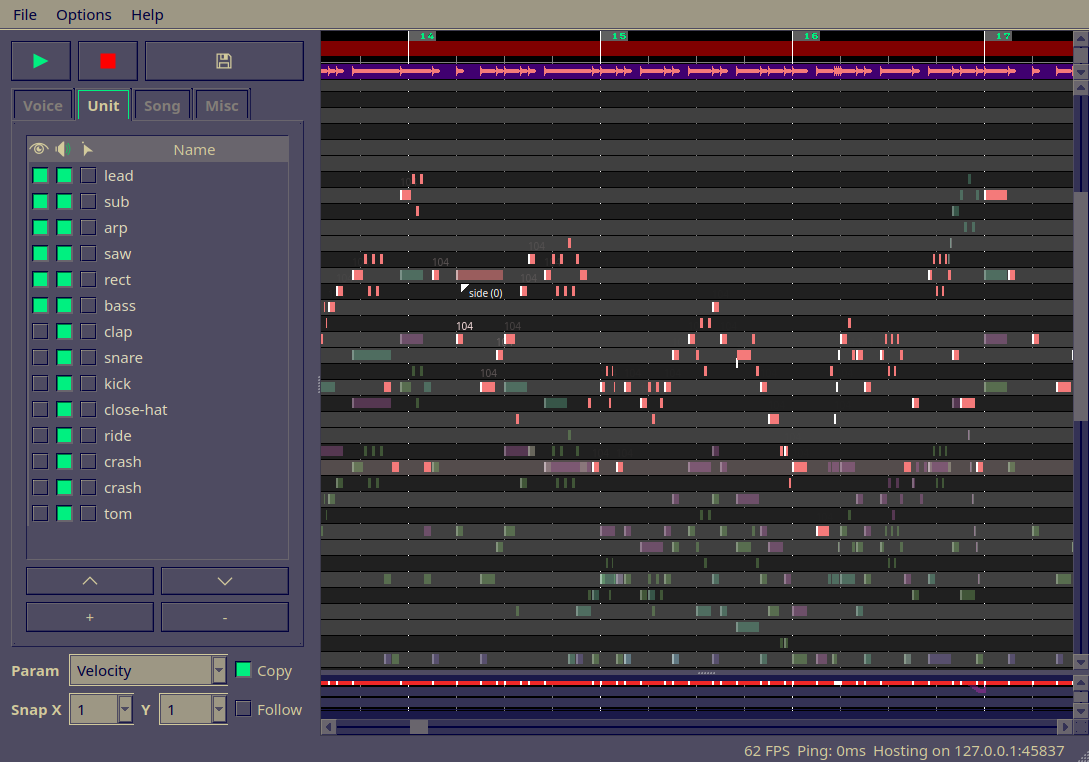 File Options Help
14 15 16 17
Voice Unit Song Misc
Name
lead
sub
arp
saw
rect
bass
clap
snare
kick
close-hat
ride
crash
crash
tom
104
104
104
side (0)
104 104
104
+ -
Param Velocity Copy
Snap X 1 Y 1 Follow
62 FPS Ping: 0ms Hosting on 127.0.0.1:45837